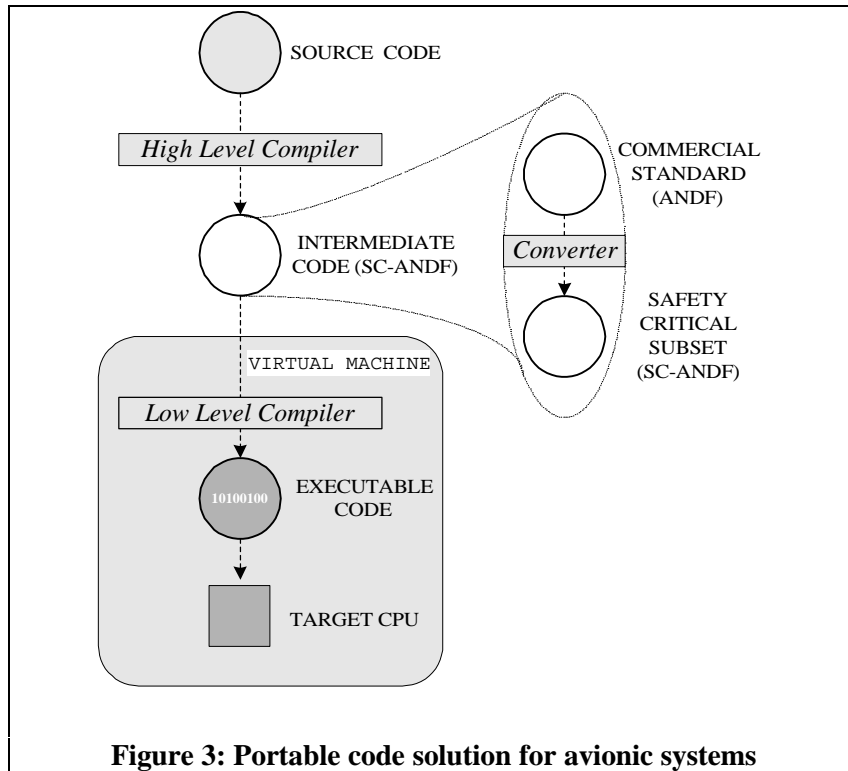 SOURCE CODE
High Level Compiler
INTERMEDIATE
CODE (SC-ANDF)
COMMERCIAL
STANDARD
(ANDF)
Converter
SAFETY
CRITICAL
SUBSET
(SC-ANDF)
VIRTUAL MACHINE
Low Level Compiler
10100100
EXECUTABLE
CODE
TARGET CPU
Figure 3: Portable code solution for avionic systems